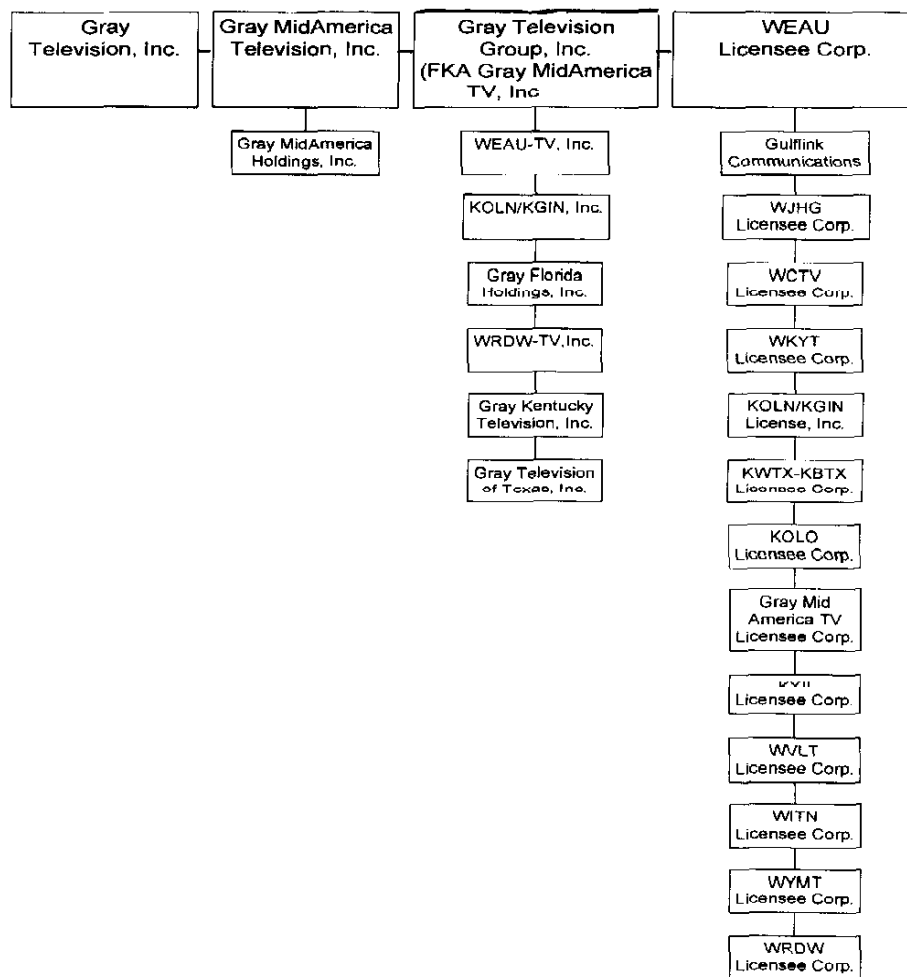 Gray
Television, Inc.
Gray MidAmerica
Television, Inc.
Gray Television
Group, Inc.
(FKA Gray MidAmerica
TV, Inc
WEAU
Licensee Corp.
Gray MidAmerica
Holdings, Inc.
WEAU-TV, Inc.
KOLN/KGIN, Inc.
Gray Florida
Holdings, Inc.
WRDW-TV,Inc.
Gray Kentucky
Television, Inc.
Gray Television
of Texas, Inc.
Gulflink
Communications
WJHG
Licensee Corp.
WCTV
Licensee Corp.
WKYT
Licensee Corp.
KOLN/KGIN
License, Inc.
KWTX-KBTX
Licensee Corp.
KOLO
Licensee Corp.
Gray Mid
America TV
Licensee Corp.
Licensee Corp.
WVLT
Licensee Corp.
WITN
Licensee Corp.
WYMT
Licensee Corp.
WRDW
Licensee Corp.